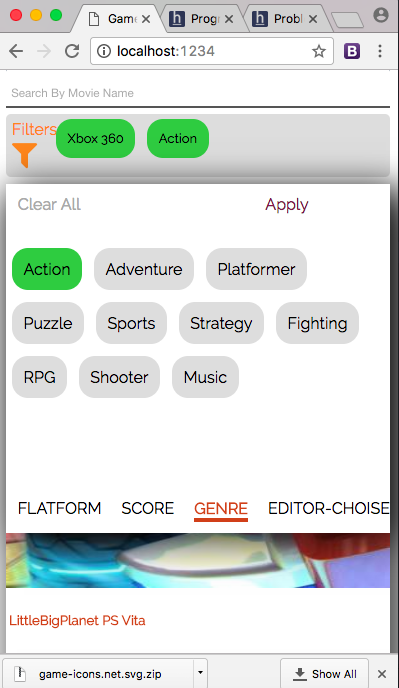 Game
Progr
Probl
localhost:1234
Search By Movie Name
Filters
Xbox 360 Action
Clear All Apply
Action Adventure Platformer
Puzzle Sports Strategy Fighting
RPG Shooter Music
FLATFORM SCORE GENRE EDITOR-CHOISE
LittleBigPlanet PS Vita
game-icons.net.svg.zip Show All